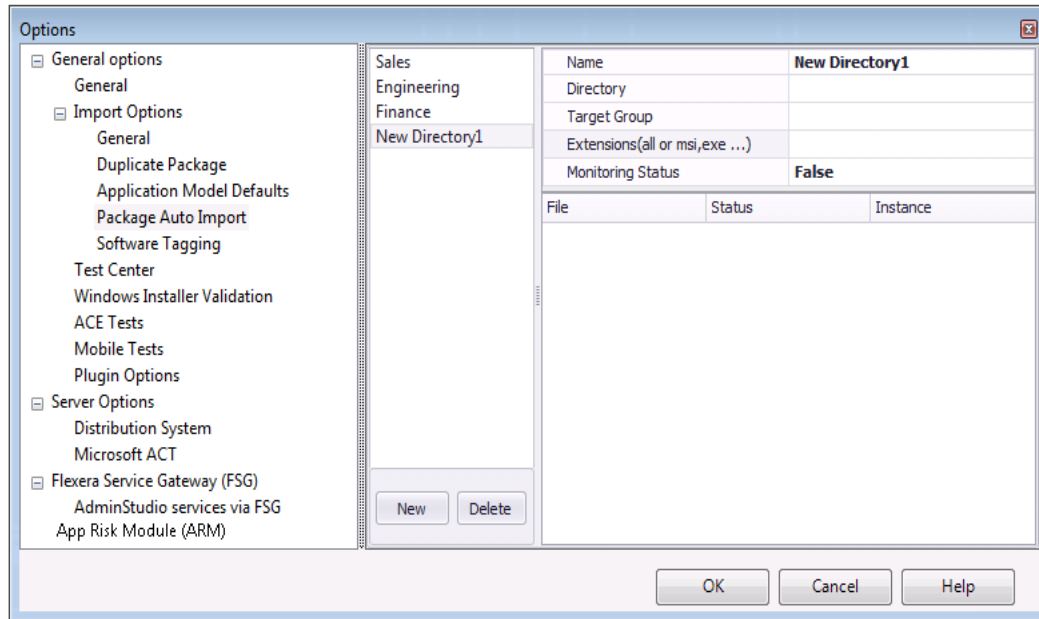 Options
General options
General
Import Options
General
Duplicate Package
Application Model Defaults
Package Auto Import
Software Tagging
Test Center
Windows Installer Validation
ACE Tests
Mobile Tests
Plugin Options
Server Options
Distribution System
Microsoft ACT
Flexera Service Gateway (FSG)
AdminStudio services via FSG
App Risk Module (ARM)
Sales
Engineering
Finance
New Directory1
New Delete
Name New Directory1
Directory
Target Group
Extensions(all or msi,exe ...)
Monitoring Status False
File Status Instance
OK Cancel Help